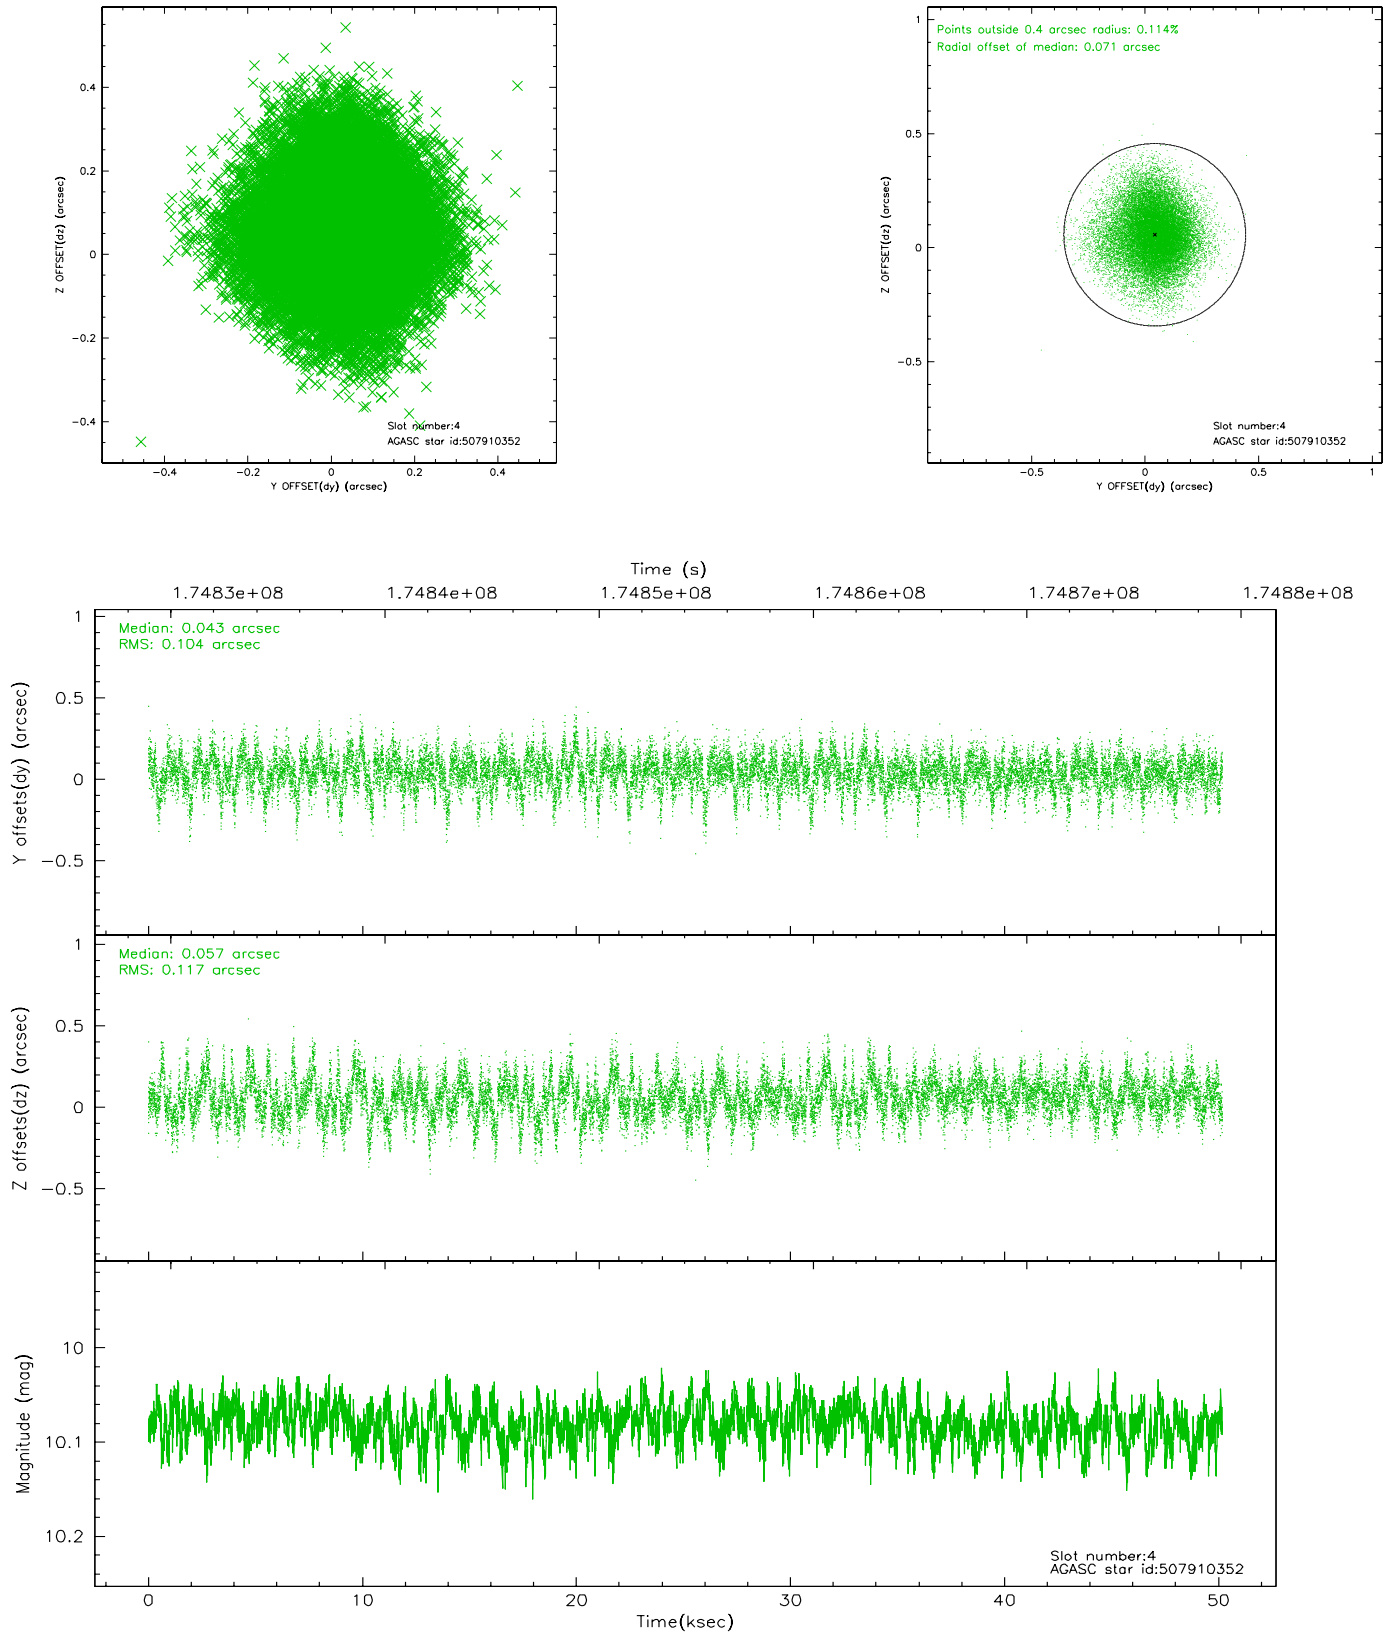 0.4
0.2
0
−0.2
−0.4
Z OFFSET(dz) (arcsec)
Slot number:4
AGASC star id:507910352
−0.4 −0.2 0 0.2 0.4
Y OFFSET(dy) (arcsec)
Points outside 0.4 arcsec radius: 0.114%
Radial offset of median: 0.071 arcsec
1
0.5
0
−0.5
Z OFFSET(dz) (arcsec)
Slot number:4
AGASC star id:507910352
−0.5 0 0.5 1
Y OFFSET(dy) (arcsec)
Time (s)
1.7483e+08 1.7484e+08 1.7485e+08 1.7486e+08 1.7487e+08 1.7488e+08
Median: 0.043 arcsec
RMS: 0.104 arcsec
1
0.5
0
−0.5
Y offsets(dy) (arcsec)
Median: 0.057 arcsec
RMS: 0.117 arcsec
1
0.5
0
−0.5
Z offsets(dz) (arcsec)
10
10.1
10.2
Magnitude (mag)
Slot number:4
AGASC star id:507910352
0 10 20 30 40 50
Time(ksec)